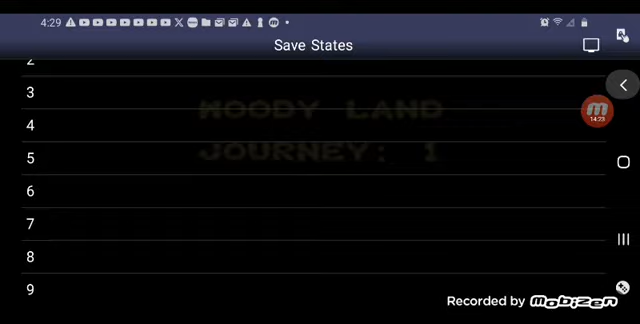 4:29
Save States
2
3
WOODY LAND
4
14:23
JOURNEY: 1
5
6
7
8
9
Recorded by MOBIZEN